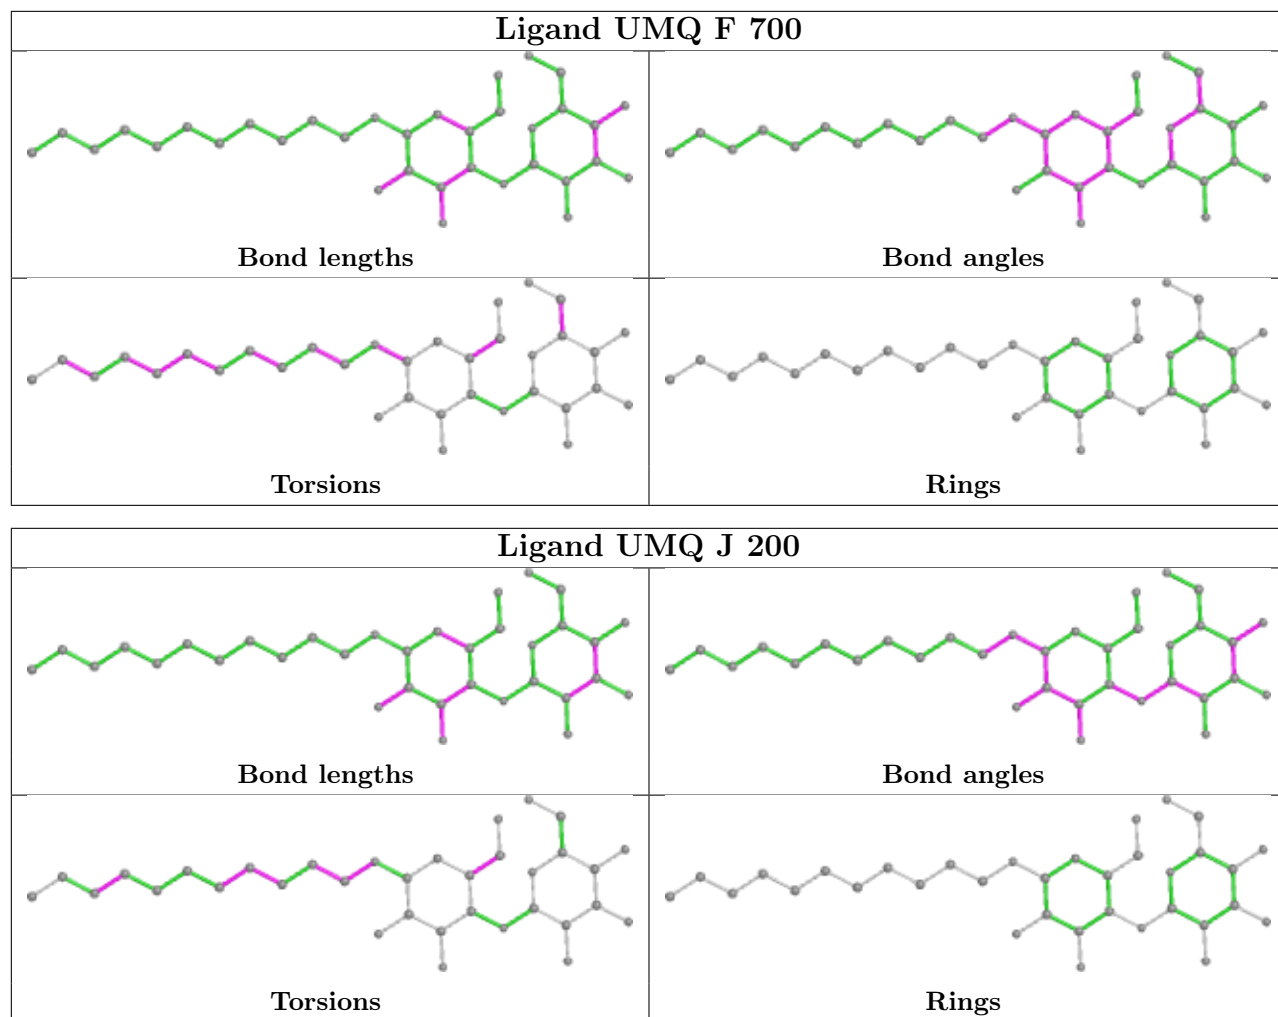 Ligand UMQ F 700
Bond lengths
Bond angles
Torsions
Rings
Ligand UMQ J 200
Bond lengths
Bond angles
Torsions
Rings